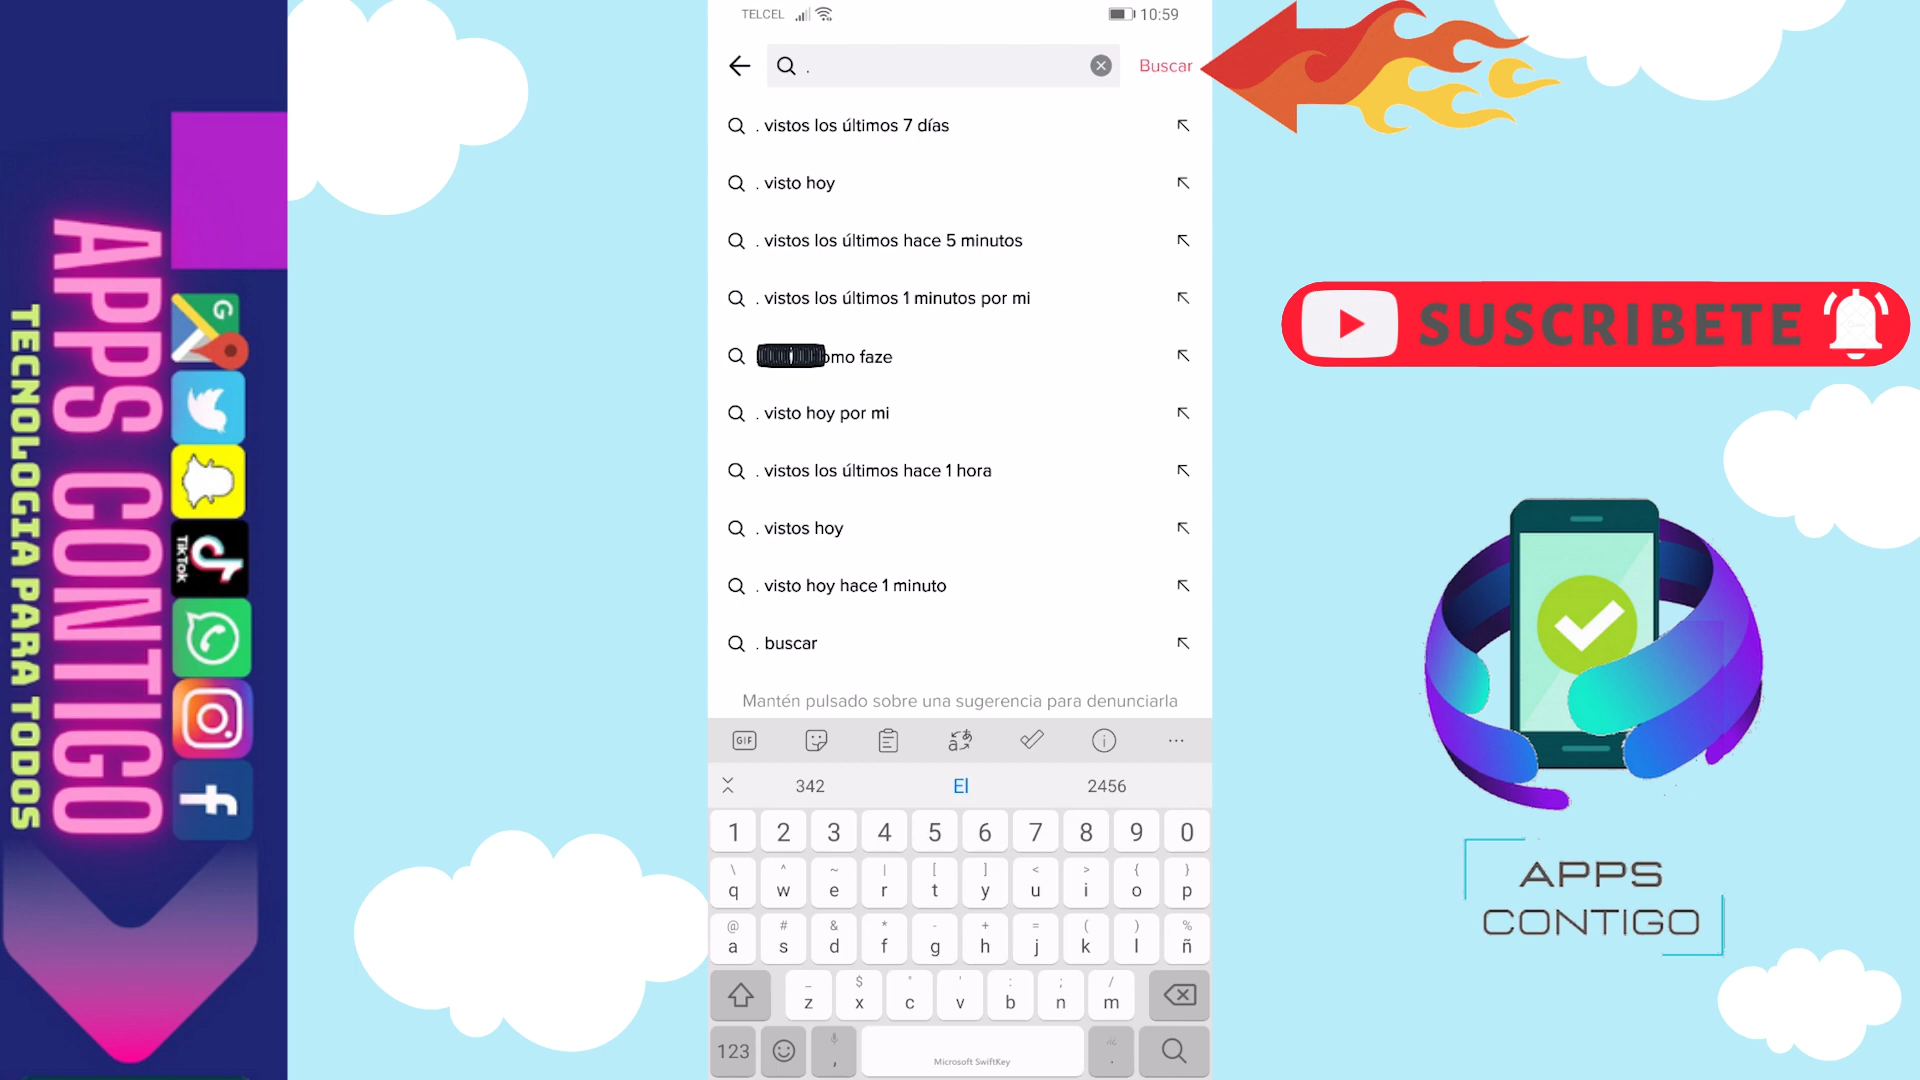 TELCEL
10:59
.
Buscar
. vistos los últimos 7 días
. visto hoy
. vistos los últimos hace 5 minutos
. vistos los últimos 1 minutos por mi
omo faze
. visto hoy por mi
. vistos los últimos hace 1 hora
. vistos hoy
. visto hoy hace 1 minuto
. buscar
Mantén pulsado sobre una sugerencia para denunciarla
GIF
342 El 2456
1 2 3 4 5 6 7 8 9 0
\ ^ ~ | [ ] < > { }
q w e r t y u i o p
@ # & * - + = ( ) %
a s d f g h j k l ñ
_ $ " ' : ; /
z x c v b n m
123 , Microsoft SwiftKey .
APPS CONTIGO
TECNOLOGIA PARA TODOS
G
TikTok
f
SUSCRIBETE
APPS
CONTIGO